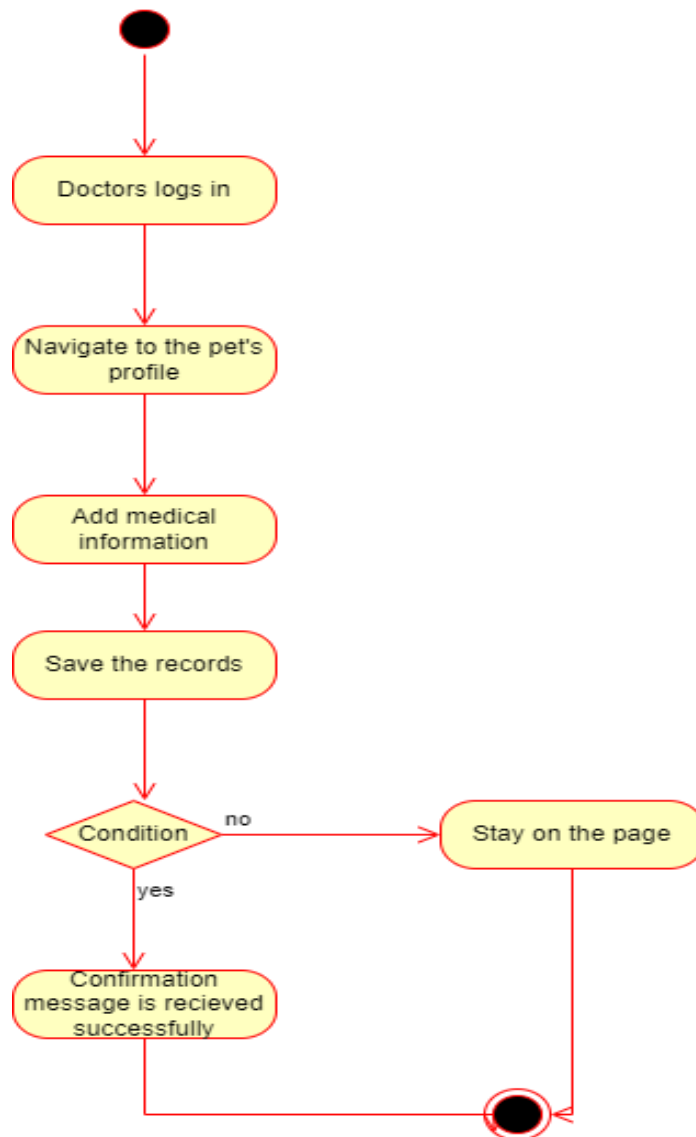 Doctors logs in
Navigate to the pet's
profile
Add medical
information
Save the records
Condition
no
Stay on the page
yes
Confirmation
message is recieved
successfully